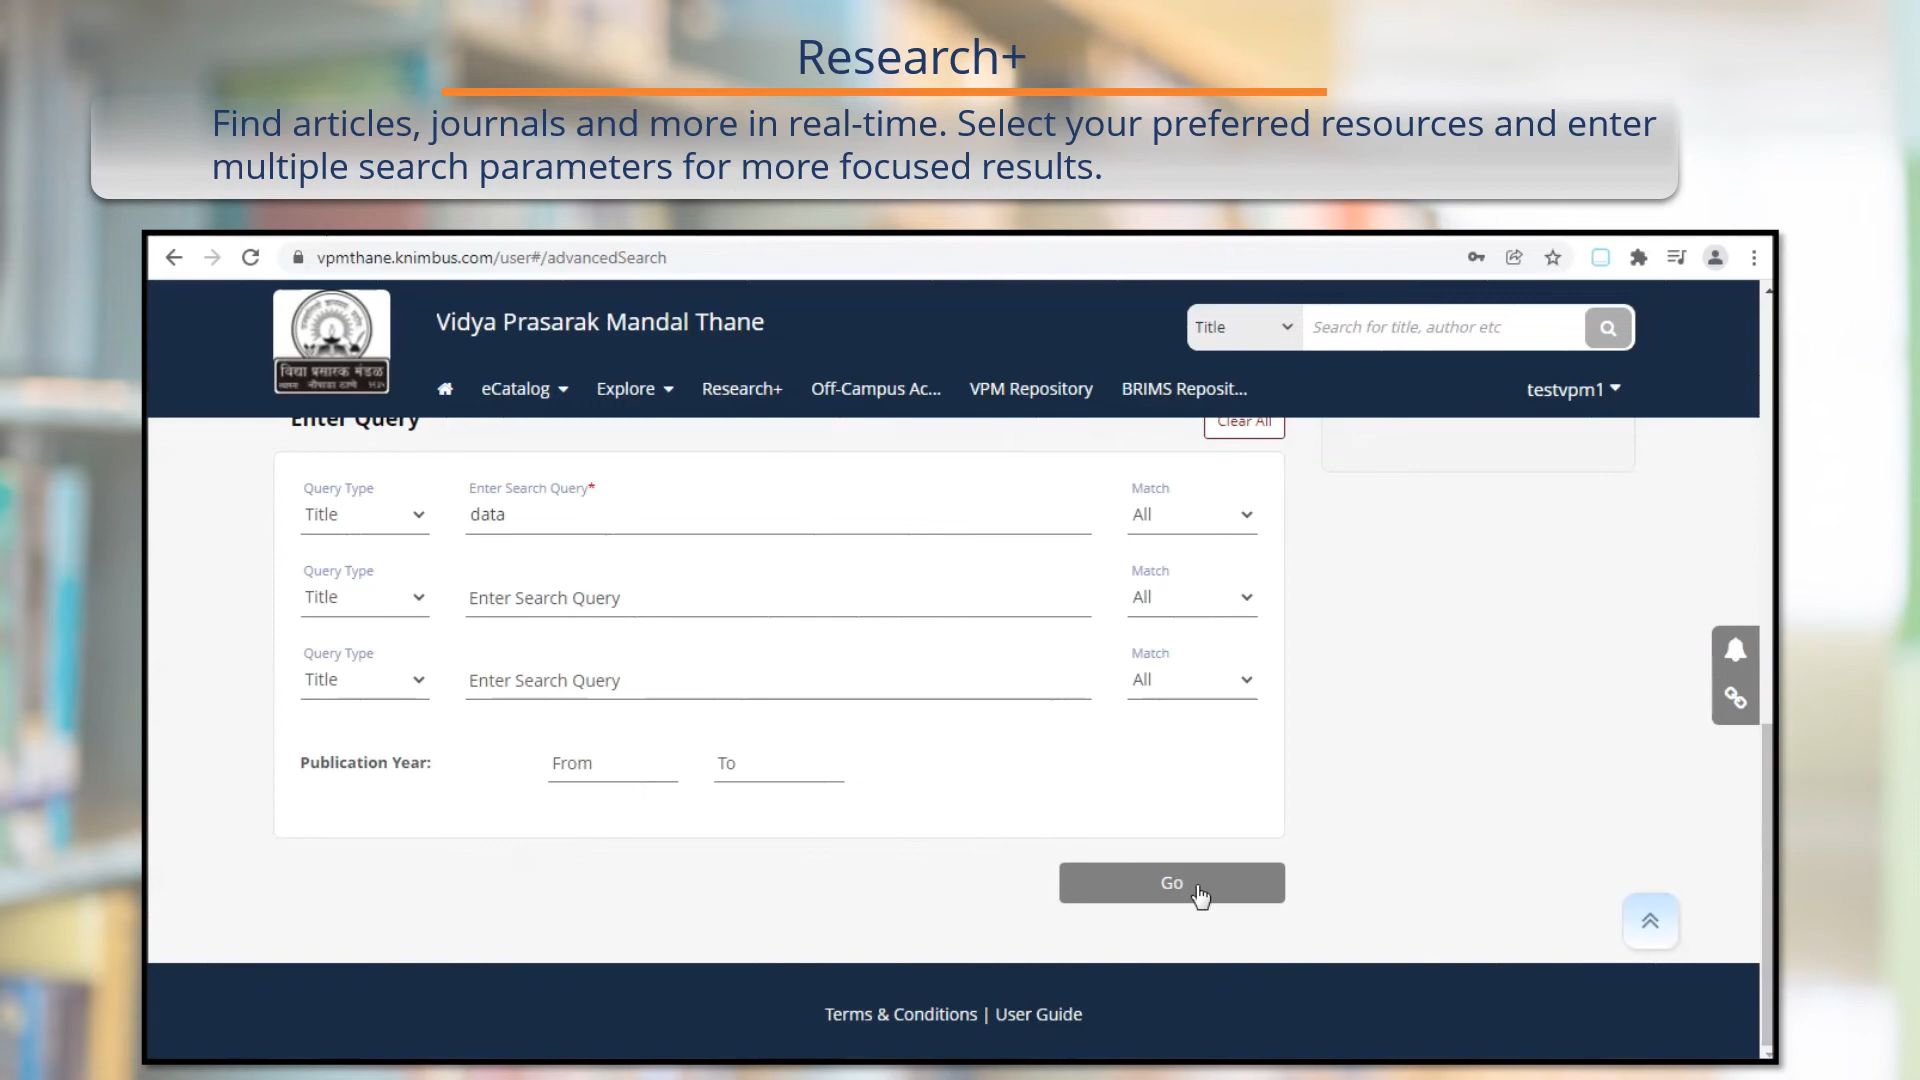 Research+
Find articles, journals and more in real-time. Select your preferred resources and enter
multiple search parameters for more focused results.
vpmthane.knimbus.com/user#/advancedSearch
विद्या प्रसारक मंडळ
Vidya Prasarak Mandal Thane
Title
Search for title, author etc
eCatalog
Explore
Research+
Off-Campus Ac...
VPM Repository
BRIMS Reposit...
testvpm1
Enter Query
Clear All
Query Type
Enter Search Query*
Match
Title
data
All
Query Type
Match
Title
Enter Search Query
All
Query Type
Match
Title
Enter Search Query
All
Publication Year:
From
To
Go
Terms & Conditions | User Guide